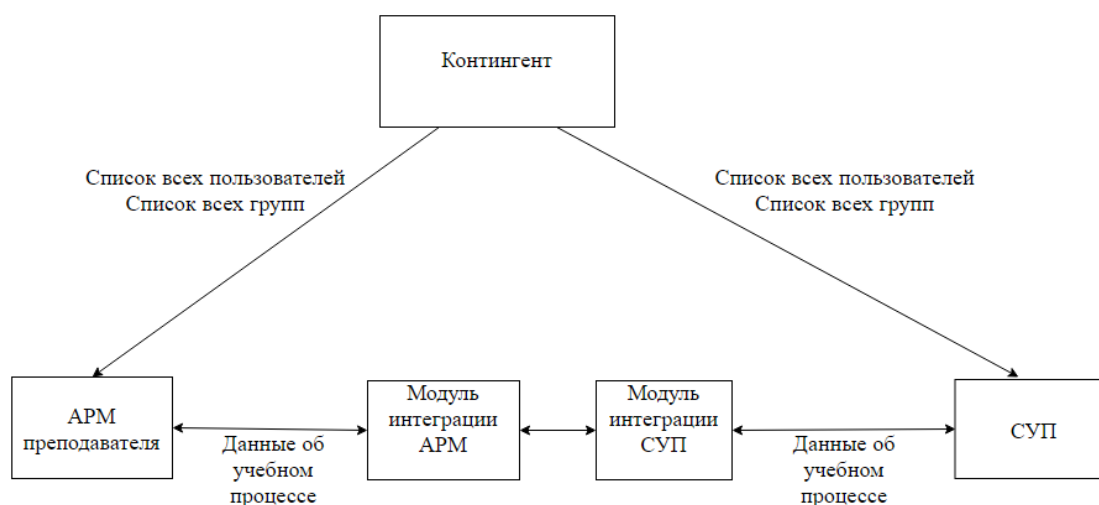 Контингент
Список всех пользователей
Список всех групп
Список всех пользователей
Список всех групп
АРМ
преподавателя
Данные об
учебном
процессе
Модуль
интеграции
АРМ
Модуль
интеграции
СУП
Данные об
учебном
процессе
СУП